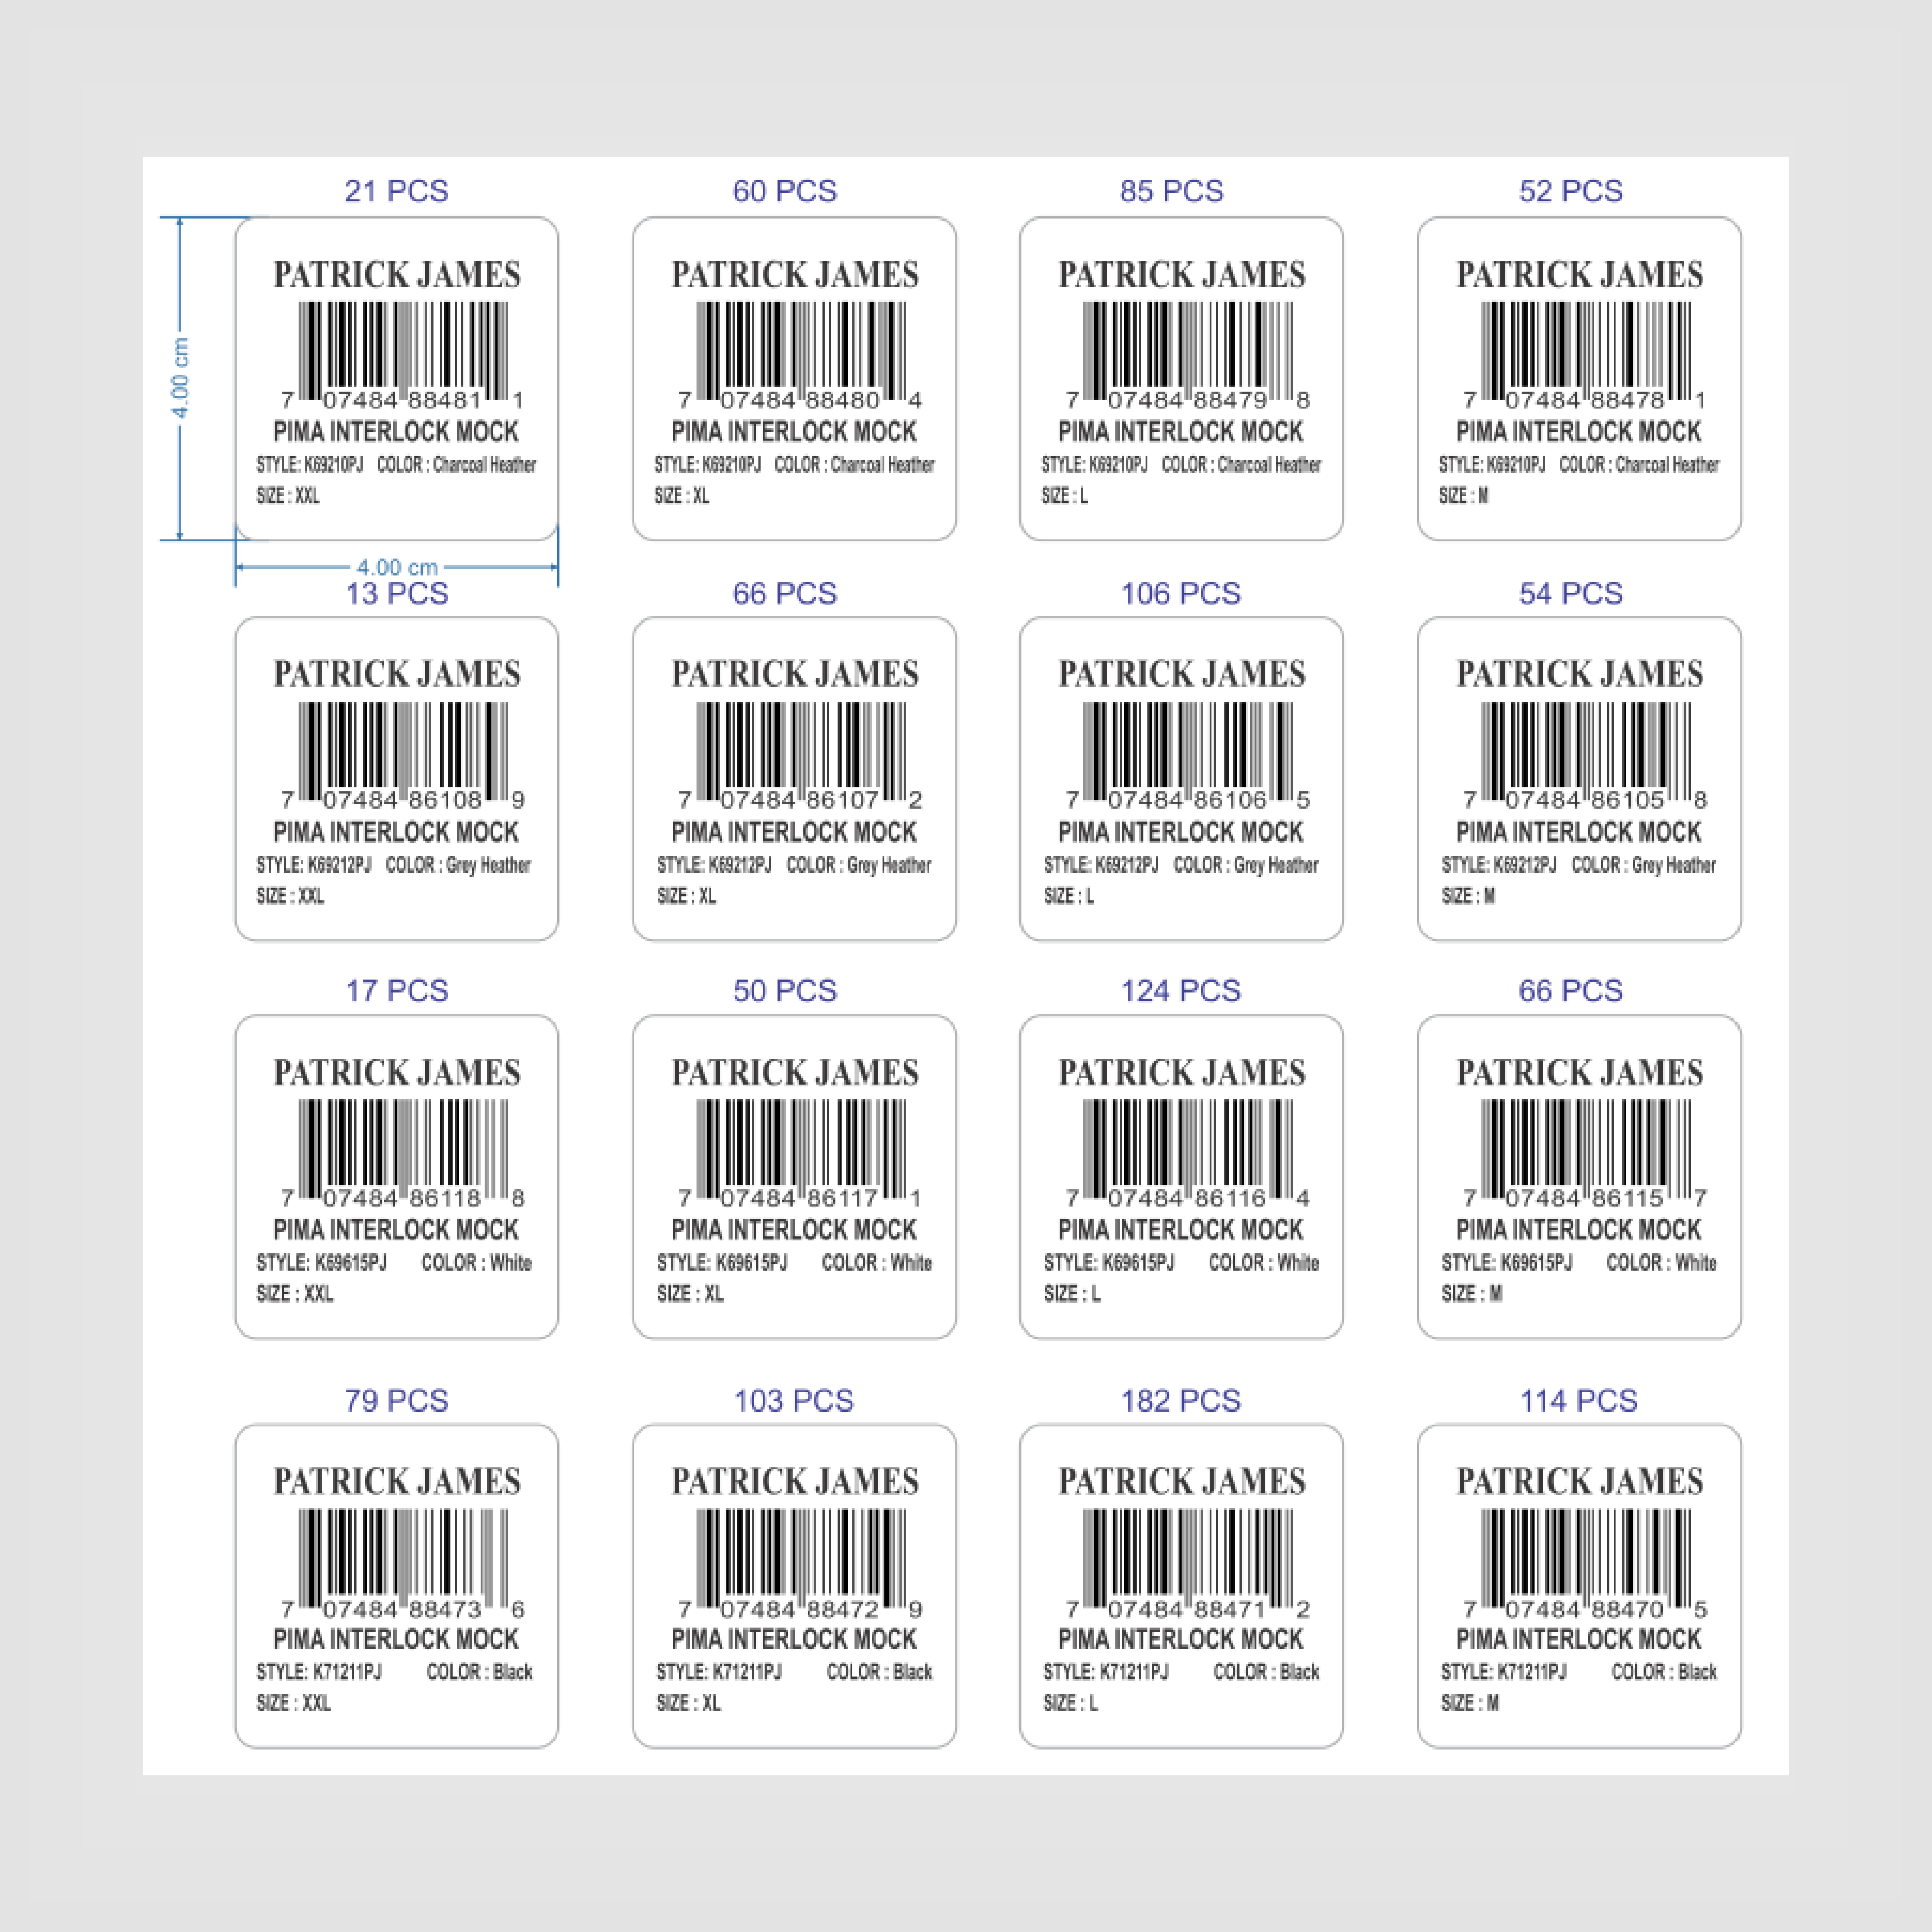 21 PCS
60 PCS
85 PCS
52 PCS
4.00 cm
PATRICK JAMES
7 07484 88481 1
PIMA INTERLOCK MOCK
STYLE: K69210PJ COLOR : Charcoal Heather
SIZE : XXL
PATRICK JAMES
7 07484 88480 4
PIMA INTERLOCK MOCK
STYLE: K69210PJ COLOR : Charcoal Heather
SIZE : XL
PATRICK JAMES
7 07484 88479 8
PIMA INTERLOCK MOCK
STYLE: K69210PJ COLOR : Charcoal Heather
SIZE : L
PATRICK JAMES
7 07484 88478 1
PIMA INTERLOCK MOCK
STYLE: K69210PJ COLOR : Charcoal Heather
SIZE : M
4.00 cm
13 PCS
66 PCS
106 PCS
54 PCS
PATRICK JAMES
7 07484 86108 9
PIMA INTERLOCK MOCK
STYLE: K69212PJ COLOR : Grey Heather
SIZE : XXL
PATRICK JAMES
7 07484 86107 2
PIMA INTERLOCK MOCK
STYLE: K69212PJ COLOR : Grey Heather
SIZE : XL
PATRICK JAMES
7 07484 86106 5
PIMA INTERLOCK MOCK
STYLE: K69212PJ COLOR : Grey Heather
SIZE : L
PATRICK JAMES
7 07484 86105 8
PIMA INTERLOCK MOCK
STYLE: K69212PJ COLOR : Grey Heather
SIZE : M
17 PCS
50 PCS
124 PCS
66 PCS
PATRICK JAMES
7 07484 86118 8
PIMA INTERLOCK MOCK
STYLE: K69615PJ COLOR : White
SIZE : XXL
PATRICK JAMES
7 07484 86117 1
PIMA INTERLOCK MOCK
STYLE: K69615PJ COLOR : White
SIZE : XL
PATRICK JAMES
7 07484 86116 4
PIMA INTERLOCK MOCK
STYLE: K69615PJ COLOR : White
SIZE : L
PATRICK JAMES
7 07484 86115 7
PIMA INTERLOCK MOCK
STYLE: K69615PJ COLOR : White
SIZE : M
79 PCS
103 PCS
182 PCS
114 PCS
PATRICK JAMES
7 07484 88473 6
PIMA INTERLOCK MOCK
STYLE: K71211PJ COLOR : Black
SIZE : XXL
PATRICK JAMES
7 07484 88472 9
PIMA INTERLOCK MOCK
STYLE: K71211PJ COLOR : Black
SIZE : XL
PATRICK JAMES
7 07484 88471 2
PIMA INTERLOCK MOCK
STYLE: K71211PJ COLOR : Black
SIZE : L
PATRICK JAMES
7 07484 88470 5
PIMA INTERLOCK MOCK
STYLE: K71211PJ COLOR : Black
SIZE : M